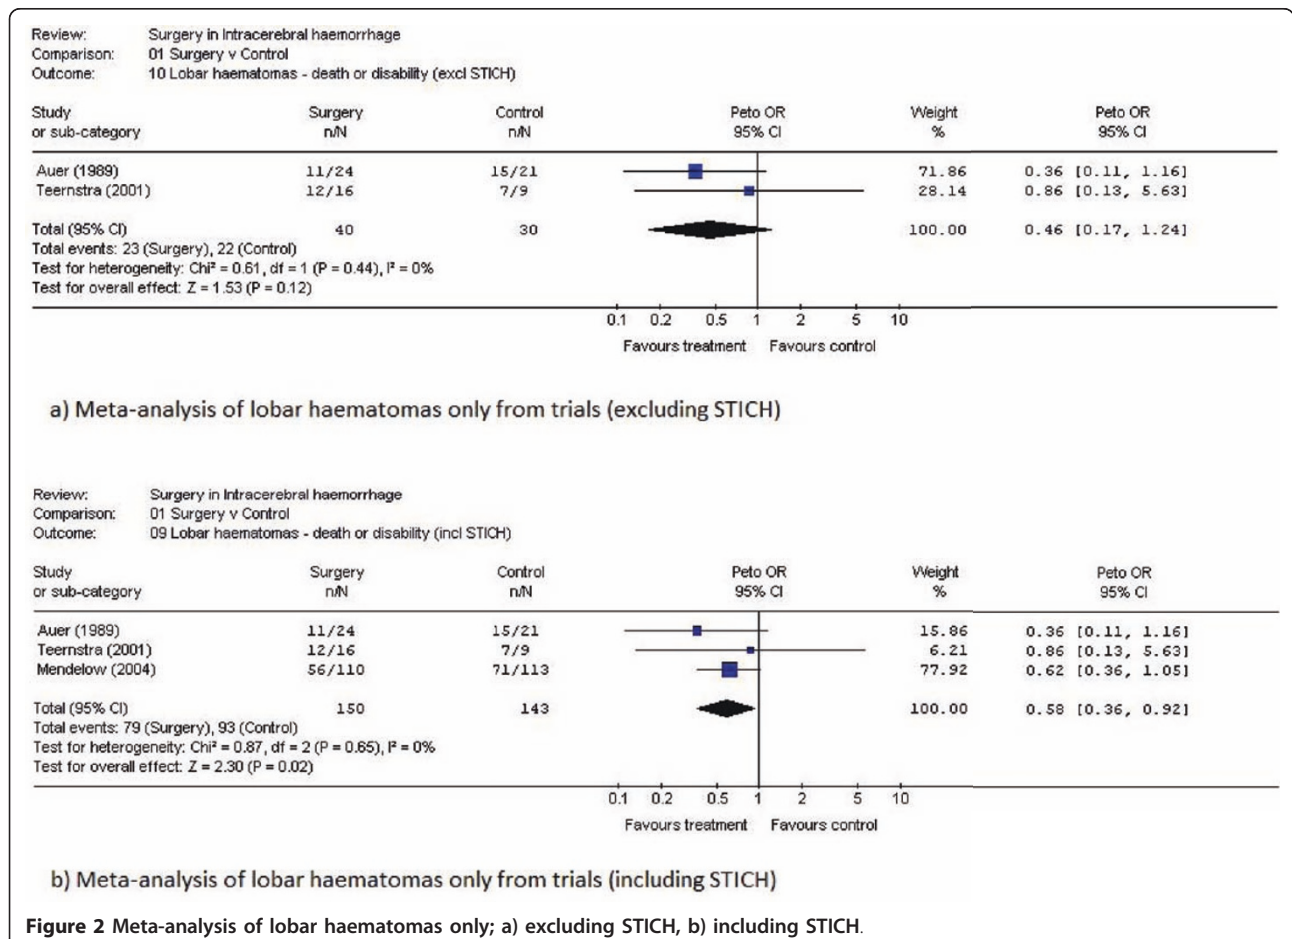 Review: Surgery in Intracerebral haemorrhage
Comparison: 01 Surgery v Control
Outcome: 10 Lobar haematomas - death or disability (excl STICH)
Study Surgery Control Peto OR Weight Peto OR
or sub-category n/N n/N 95% CI % 95% CI
Auer (1989) 11/24 15/21 71.86 0.36 [0.11, 1.16]
Teernstra (2001) 12/16 7/9 28.14 0.86 [0.13, 5.63]
Total (95% CI) 40 30 100.00 0.46 [0.17, 1.24]
Total events: 23 (Surgery), 22 (Control)
Test for heterogeneity: Chi² = 0.61, df = 1 (P = 0.44), I² = 0%
Test for overall effect: Z = 1.53 (P = 0.12)
0.1 0.2 0.5 1 2 5 10
Favours treatment Favours control
a) Meta-analysis of lobar haematomas only from trials (excluding STICH)
Review: Surgery in Intracerebral haemorrhage
Comparison: 01 Surgery v Control
Outcome: 09 Lobar haematomas - death or disability (incl STICH)
Study Surgery Control Peto OR Weight Peto OR
or sub-category n/N n/N 95% CI % 95% CI
Auer (1989) 11/24 15/21 15.86 0.36 [0.11, 1.16]
Teernstra (2001) 12/16 7/9 6.21 0.86 [0.13, 5.63]
Mendelow (2004) 56/110 71/113 77.92 0.62 [0.36, 1.05]
Total (95% CI) 150 143 100.00 0.58 [0.36, 0.92]
Total events: 79 (Surgery), 93 (Control)
Test for heterogeneity: Chi² = 0.87, df = 2 (P = 0.65), I² = 0%
Test for overall effect: Z = 2.30 (P = 0.02)
0.1 0.2 0.5 1 2 5 10
Favours treatment Favours control
b) Meta-analysis of lobar haematomas only from trials (including STICH)
Figure 2 Meta-analysis of lobar haematomas only; a) excluding STICH, b) including STICH.